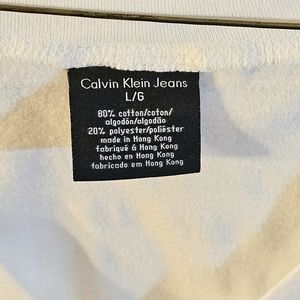 Calvin Klein Jeans
L/G
80% cotton/coton/
algodón/algodão
20% polyester/poliéster
made in Hong Kong
fabriqué à Hong Kong
hecho en Hong Kong
fabricado em Hong Kong